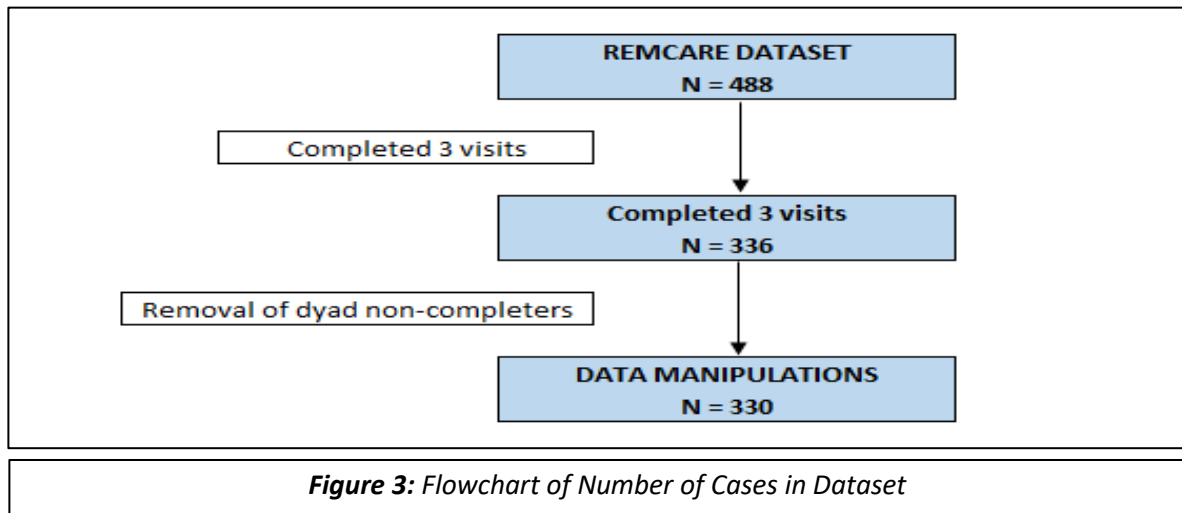 REMCARE DATASET
N = 488
Completed 3 visits
Completed 3 visits
N = 336
Removal of dyad non-completers
DATA MANIPULATIONS
N = 330
Figure 3: Flowchart of Number of Cases in Dataset